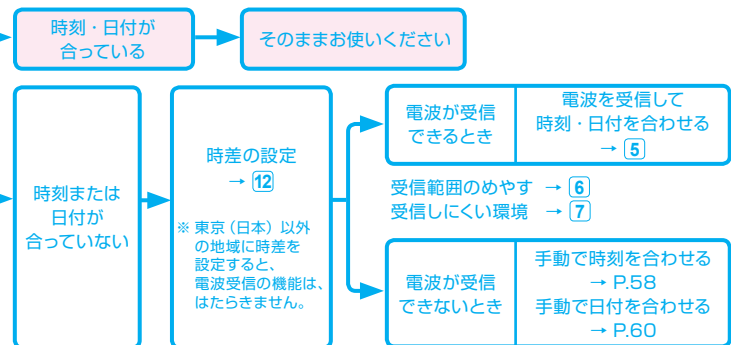 時刻・日付が
合っている
そのままお使いください
時刻または
日付が
合っていない
時差の設定
→ 12
※ 東京（日本）以外
の地域に時差を
設定すると、
電波受信の機能は、
はたらきません。
電波が受信
できるとき
電波を受信して
時刻・日付を合わせる
→ 5
受信範囲のめやす → 6
受信しにくい環境 → 7
電波が受信
できないとき
手動で時刻を合わせる
→ P.58
手動で日付を合わせる
→ P.60